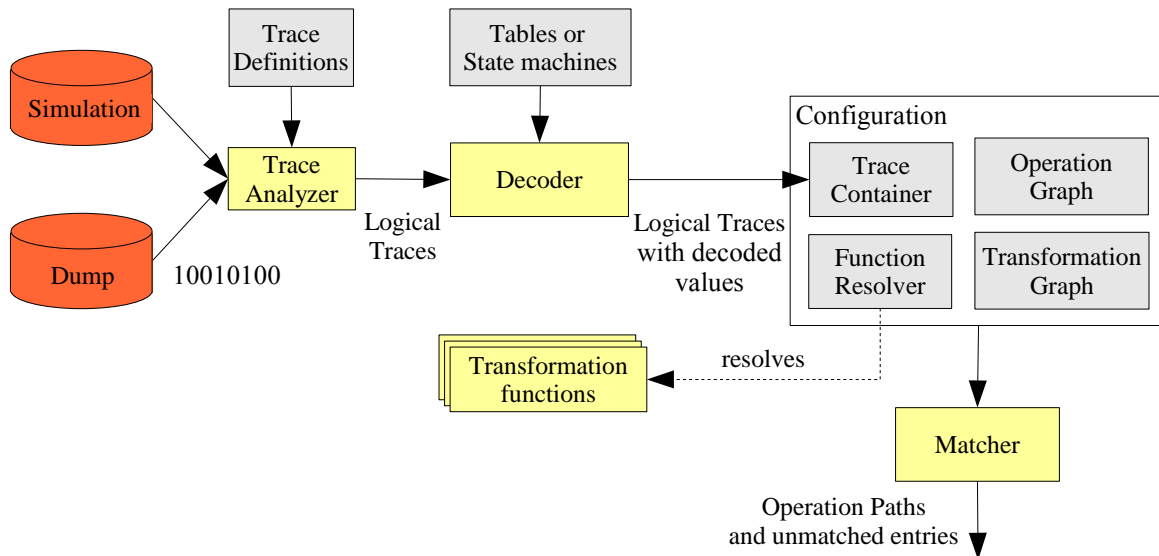 Trace
Definitions
Tables or
State machines
Simulation
Configuration
Trace
Analyzer
Decoder
Trace
Container
Operation
Graph
Logical
Traces
Logical Traces
with decoded
values
Dump
10010100
Function
Resolver
Transformation
Graph
Transformation
functions
resolves
Matcher
Operation Paths
and unmatched entries